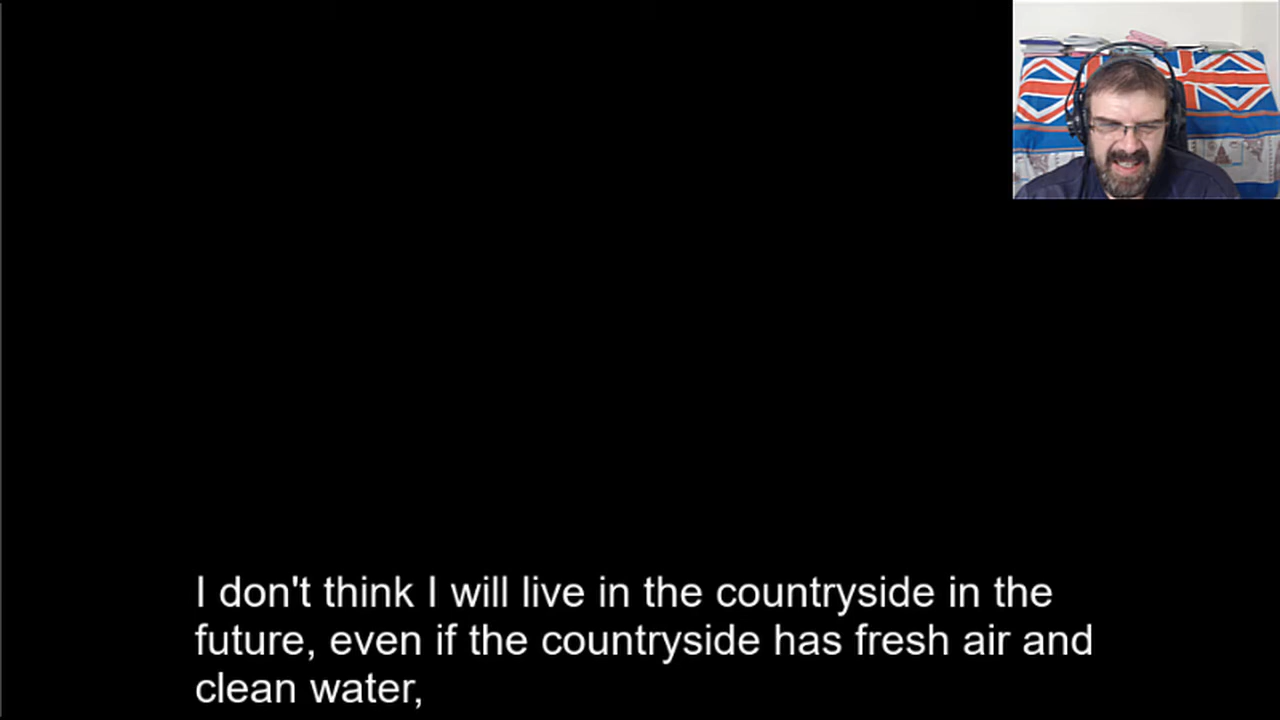 I don't think I will live in the countryside in the
future, even if the countryside has fresh air and
clean water,